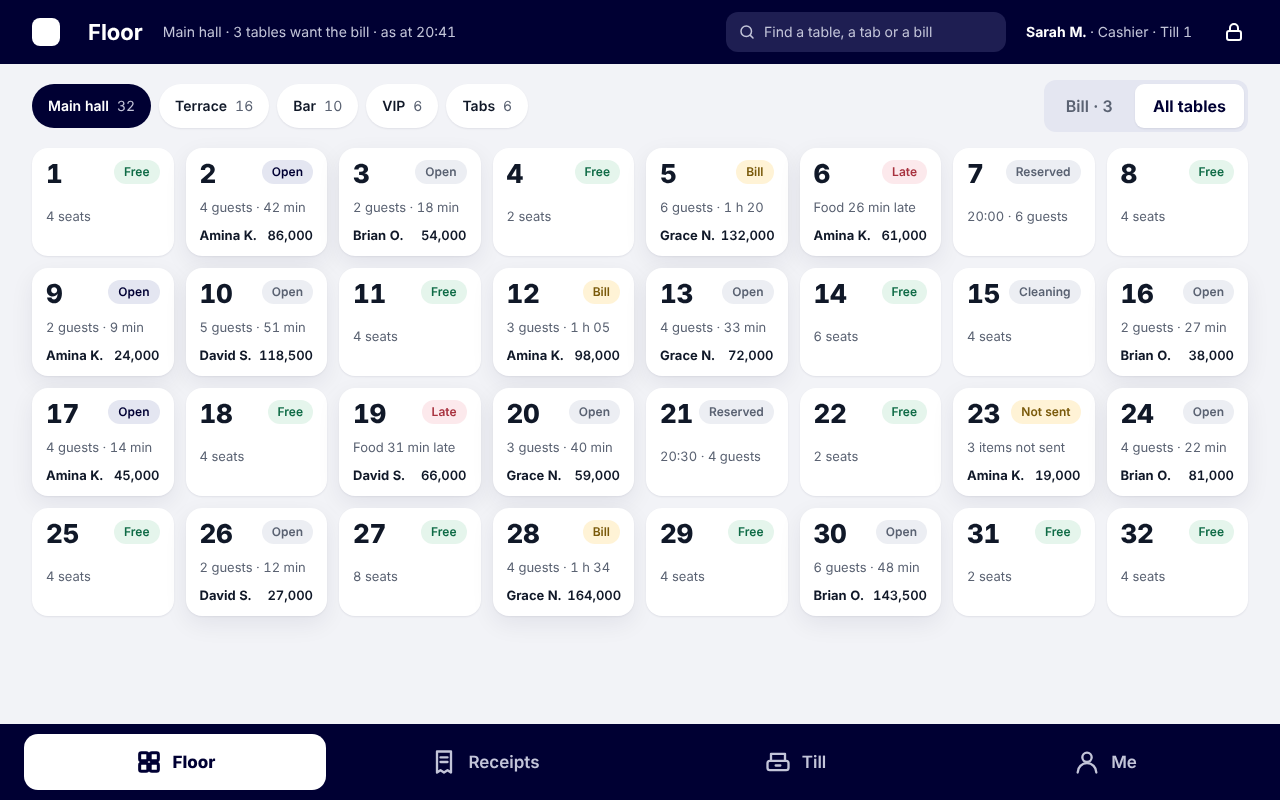 Floor
Main hall · 3 tables want the bill · as at 20:41
Find a table, a tab or a bill
Sarah M. · Cashier · Till 1
Main hall 32
Terrace 16
Bar 10
VIP 6
Tabs 6
Bill · 3
All tables
1 Free
4 seats
2 Open
4 guests · 42 min
Amina K. 86,000
3 Open
2 guests · 18 min
Brian O. 54,000
4 Free
2 seats
5 Bill
6 guests · 1 h 20
Grace N. 132,000
6 Late
Food 26 min late
Amina K. 61,000
7 Reserved
20:00 · 6 guests
8 Free
4 seats
9 Open
2 guests · 9 min
Amina K. 24,000
10 Open
5 guests · 51 min
David S. 118,500
11 Free
4 seats
12 Bill
3 guests · 1 h 05
Amina K. 98,000
13 Open
4 guests · 33 min
Grace N. 72,000
14 Free
6 seats
15 Cleaning
4 seats
16 Open
2 guests · 27 min
Brian O. 38,000
17 Open
4 guests · 14 min
Amina K. 45,000
18 Free
4 seats
19 Late
Food 31 min late
David S. 66,000
20 Open
3 guests · 40 min
Grace N. 59,000
21 Reserved
20:30 · 4 guests
22 Free
2 seats
23 Not sent
3 items not sent
Amina K. 19,000
24 Open
4 guests · 22 min
Brian O. 81,000
25 Free
4 seats
26 Open
2 guests · 12 min
David S. 27,000
27 Free
8 seats
28 Bill
4 guests · 1 h 34
Grace N. 164,000
29 Free
4 seats
30 Open
6 guests · 48 min
Brian O. 143,500
31 Free
2 seats
32 Free
4 seats
Floor
Receipts
Till
Me